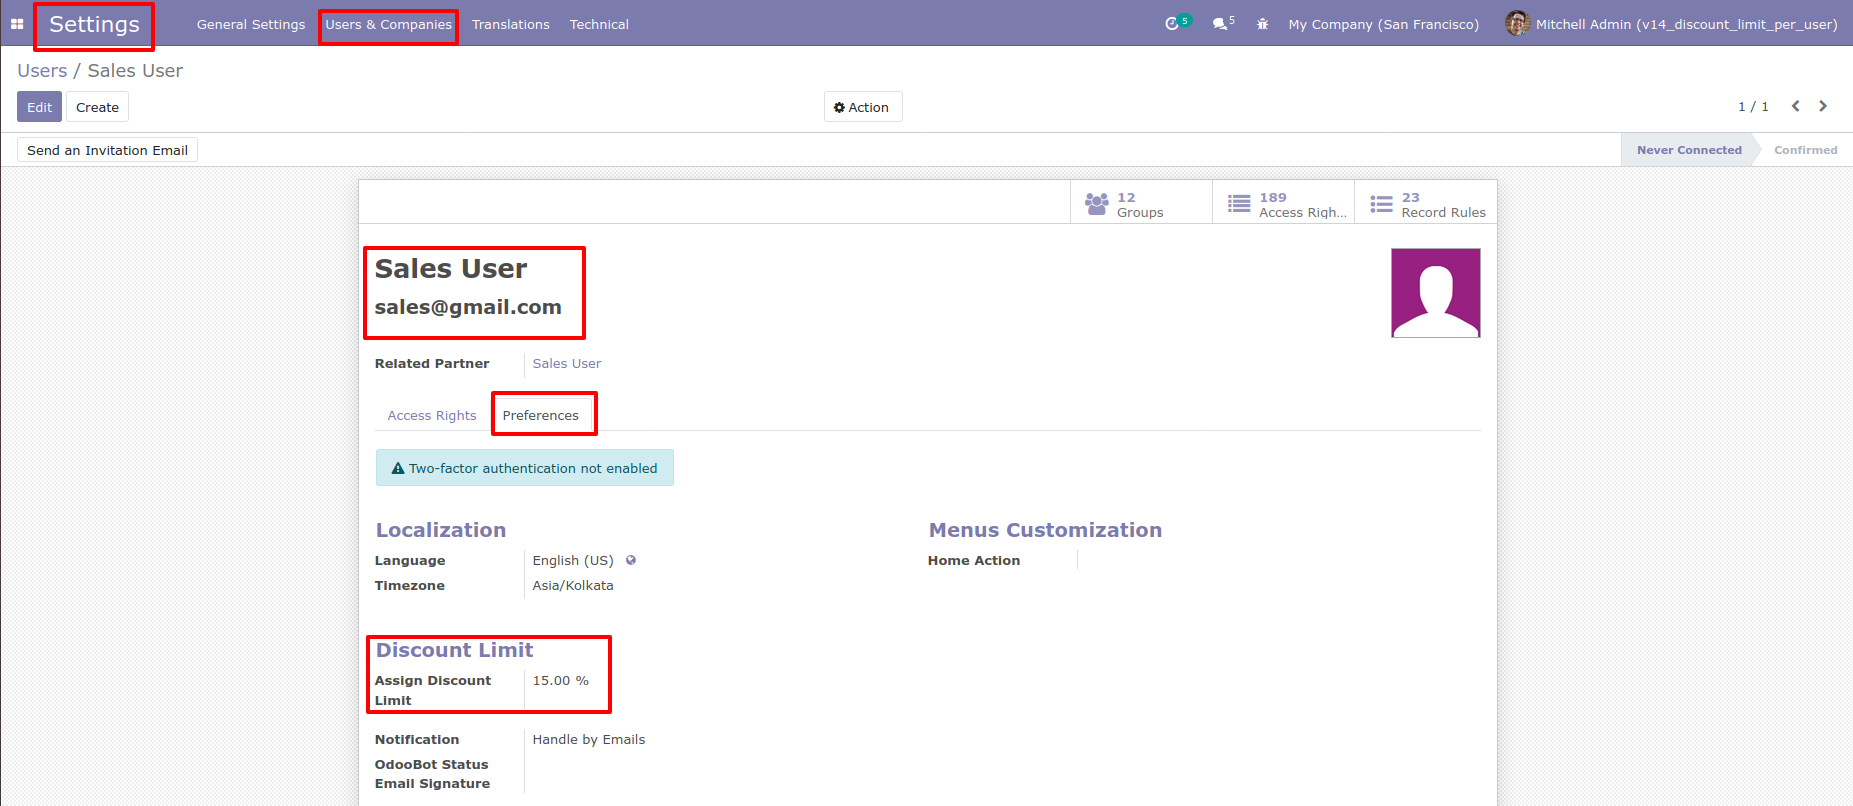 Settings General Settings Users & Companies Translations Technical 5 5 My Company (San Francisco) Mitchell Admin (v14_discount_limit_per_user)
Users / Sales User
Edit Create Action 1 / 1
Send an Invitation Email Never Connected Confirmed
12 189 23
Groups Access Righ... Record Rules
Sales User
sales@gmail.com
Related Partner Sales User
Access Rights Preferences
Two-factor authentication not enabled
Localization Menus Customization
Language English (US) Home Action
Timezone Asia/Kolkata
Discount Limit
Assign Discount 15.00 %
Limit
Notification Handle by Emails
OdooBot Status
Email Signature